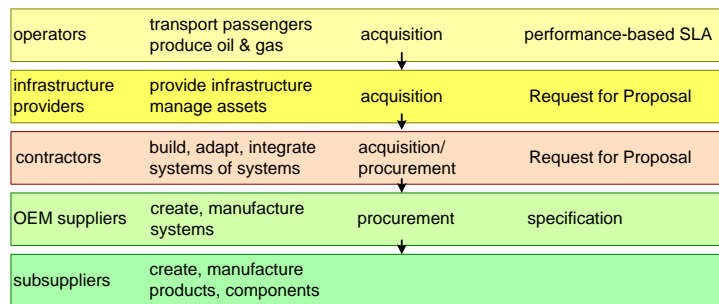 operators transport passengers acquisition performance-based SLA
produce oil & gas
infrastructure provide infrastructure acquisition Request for Proposal
providers manage assets
contractors build, adapt, integrate acquisition/ Request for Proposal
systems of systems procurement
OEM suppliers create, manufacture procurement specification
systems
subsuppliers create, manufacture
products, components